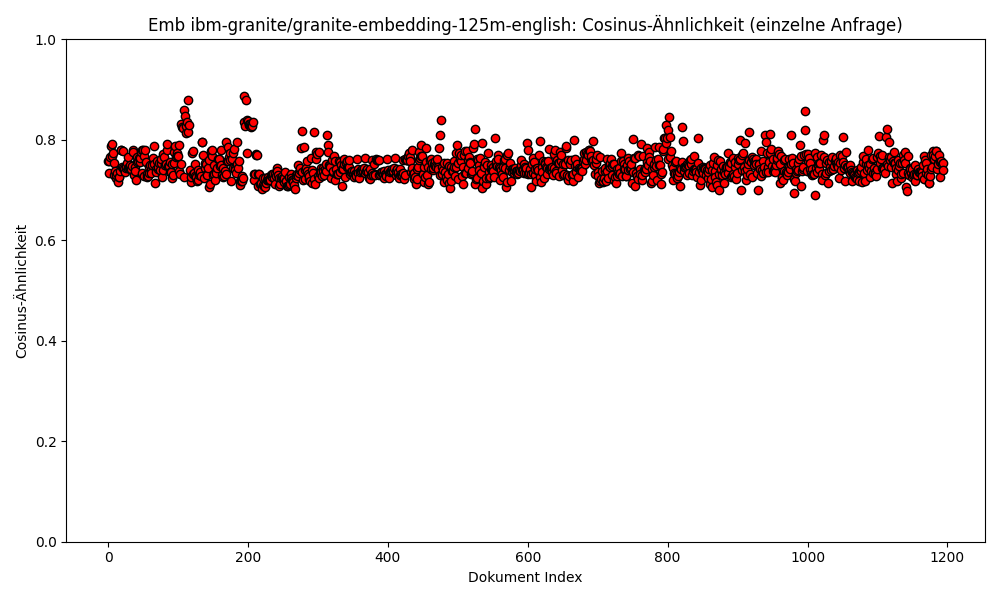 Emb ibm-granite/granite-embedding-125m-english: Cosinus-Ähnlichkeit (einzelne Anfrage)
1.0
0.8
0.6
0.4
0.2
0.0
Cosinus-Ähnlichkeit
0 200 400 600 800 1000 1200
Dokument Index